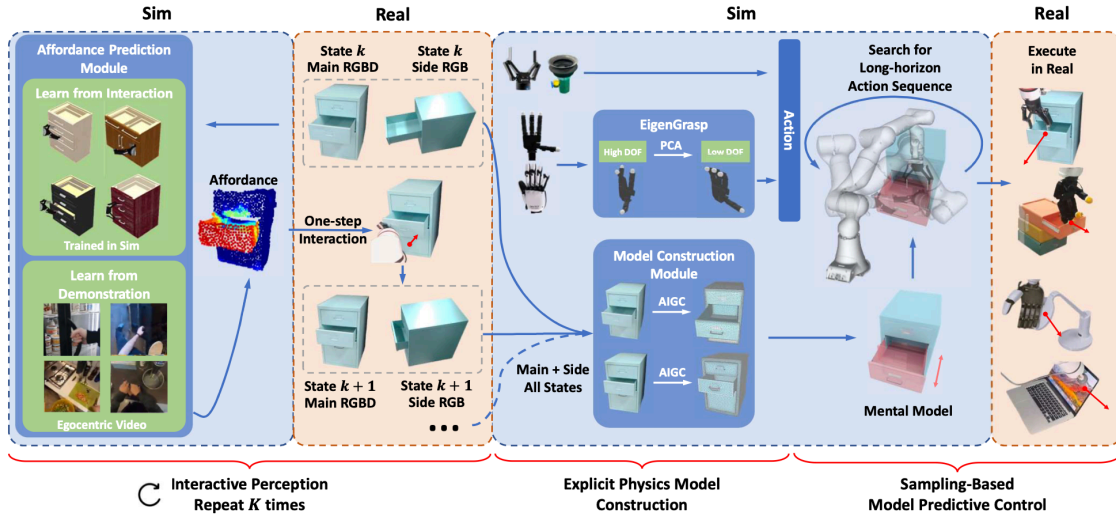 Sim
Real
Sim
Real
Affordance Prediction
Module
Learn from Interaction
Trained in Sim
Learn from
Demonstration
Egocentric Video
Affordance
State k
Main RGBD
State k
Side RGB
One-step
Interaction
State k + 1
Main RGBD
State k + 1
Side RGB
...
EigenGrasp
High DOF
PCA
Low DOF
Model Construction
Module
AIGC
AIGC
Main + Side
All States
Action
Search for
Long-horizon
Action Sequence
Mental Model
Execute
in Real
Interactive Perception
Repeat K times
Explicit Physics Model
Construction
Sampling-Based
Model Predictive Control